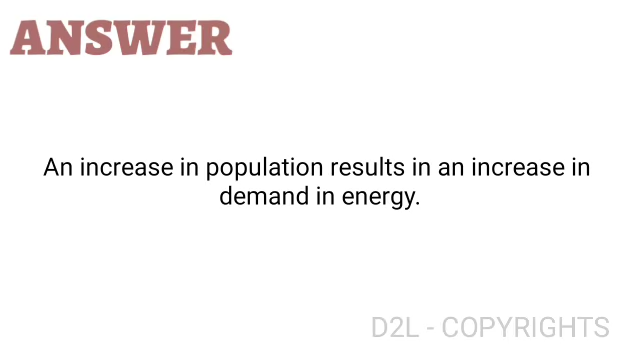 ANSWER
An increase in population results in an increase in
demand in energy.
D2L - COPYRIGHTS